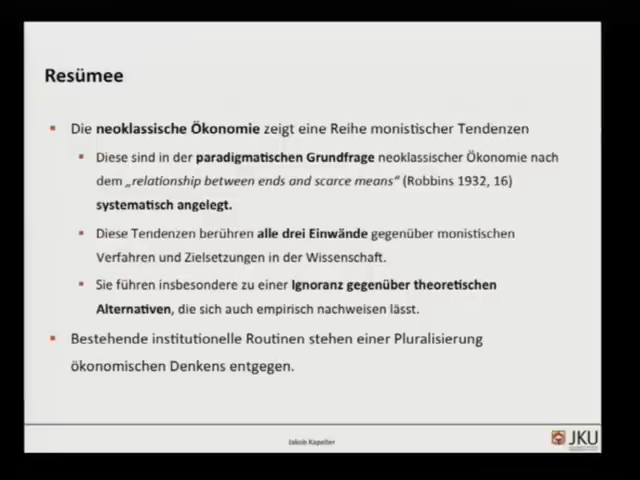 Resümee
Die neoklassische Ökonomie zeigt eine Reihe monistischer Tendenzen
Diese sind in der paradigmatischen Grundfrage neoklassischer Ökonomie nach
dem „relationship between ends and scarce means“ (Robbins 1932, 16)
systematisch angelegt.
Diese Tendenzen berühren alle drei Einwände gegenüber monistischen
Verfahren und Zielsetzungen in der Wissenschaft.
Sie führen insbesondere zu einer Ignoranz gegenüber theoretischen
Alternativen, die sich auch empirisch nachweisen lässt.
Bestehende institutionelle Routinen stehen einer Pluralisierung
ökonomischen Denkens entgegen.
Jakob Kapeller
JKU